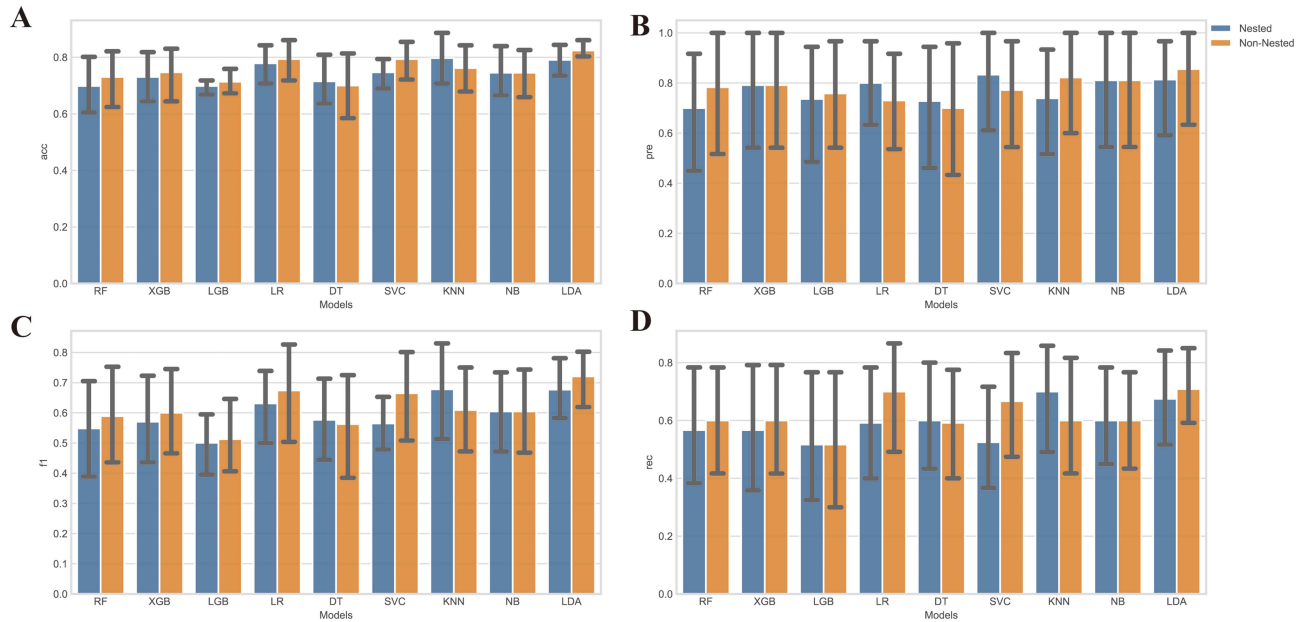 A
acc
0.8
0.6
0.4
0.2
0.0
RF XGB LGB LR DT SVC KNN NB LDA
Models
B
pre
1.0
0.8
0.6
0.4
0.2
0.0
RF XGB LGB LR DT SVC KNN NB LDA
Models
Nested
Non-Nested
C
f1
0.8
0.7
0.6
0.5
0.4
0.3
0.2
0.1
0.0
RF XGB LGB LR DT SVC KNN NB LDA
Models
D
rec
0.8
0.6
0.4
0.2
0.0
RF XGB LGB LR DT SVC KNN NB LDA
Models